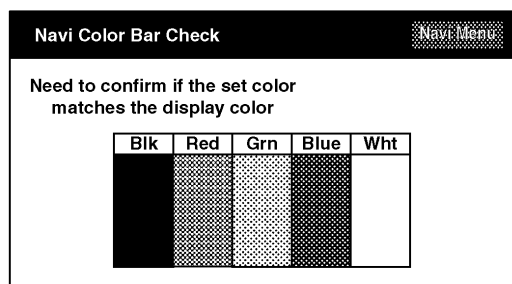 Navi Color Bar Check
Navi Menu
Need to confirm if the set color
matches the display color
Blk Red Grn Blue Wht